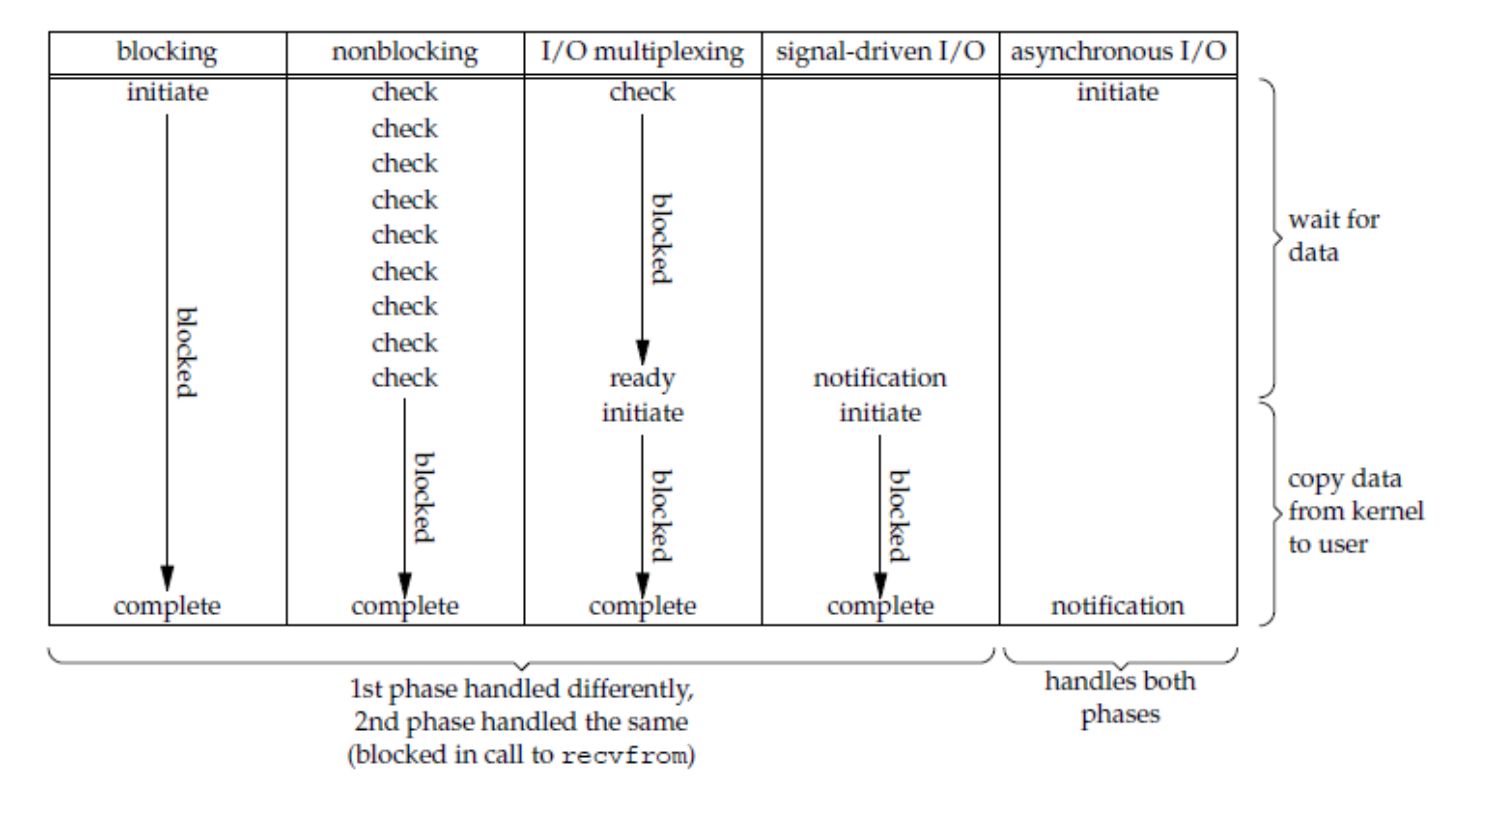 blocking nonblocking I/O multiplexing signal-driven I/O asynchronous I/O
initiate check check initiate
check
check
check
check
check
check
check
check ready notification
initiate initiate
blocked
blocked
blocked
blocked
blocked
complete complete complete complete notification
wait for
data
copy data
from kernel
to user
1st phase handled differently,
2nd phase handled the same
(blocked in call to recvfrom)
handles both
phases